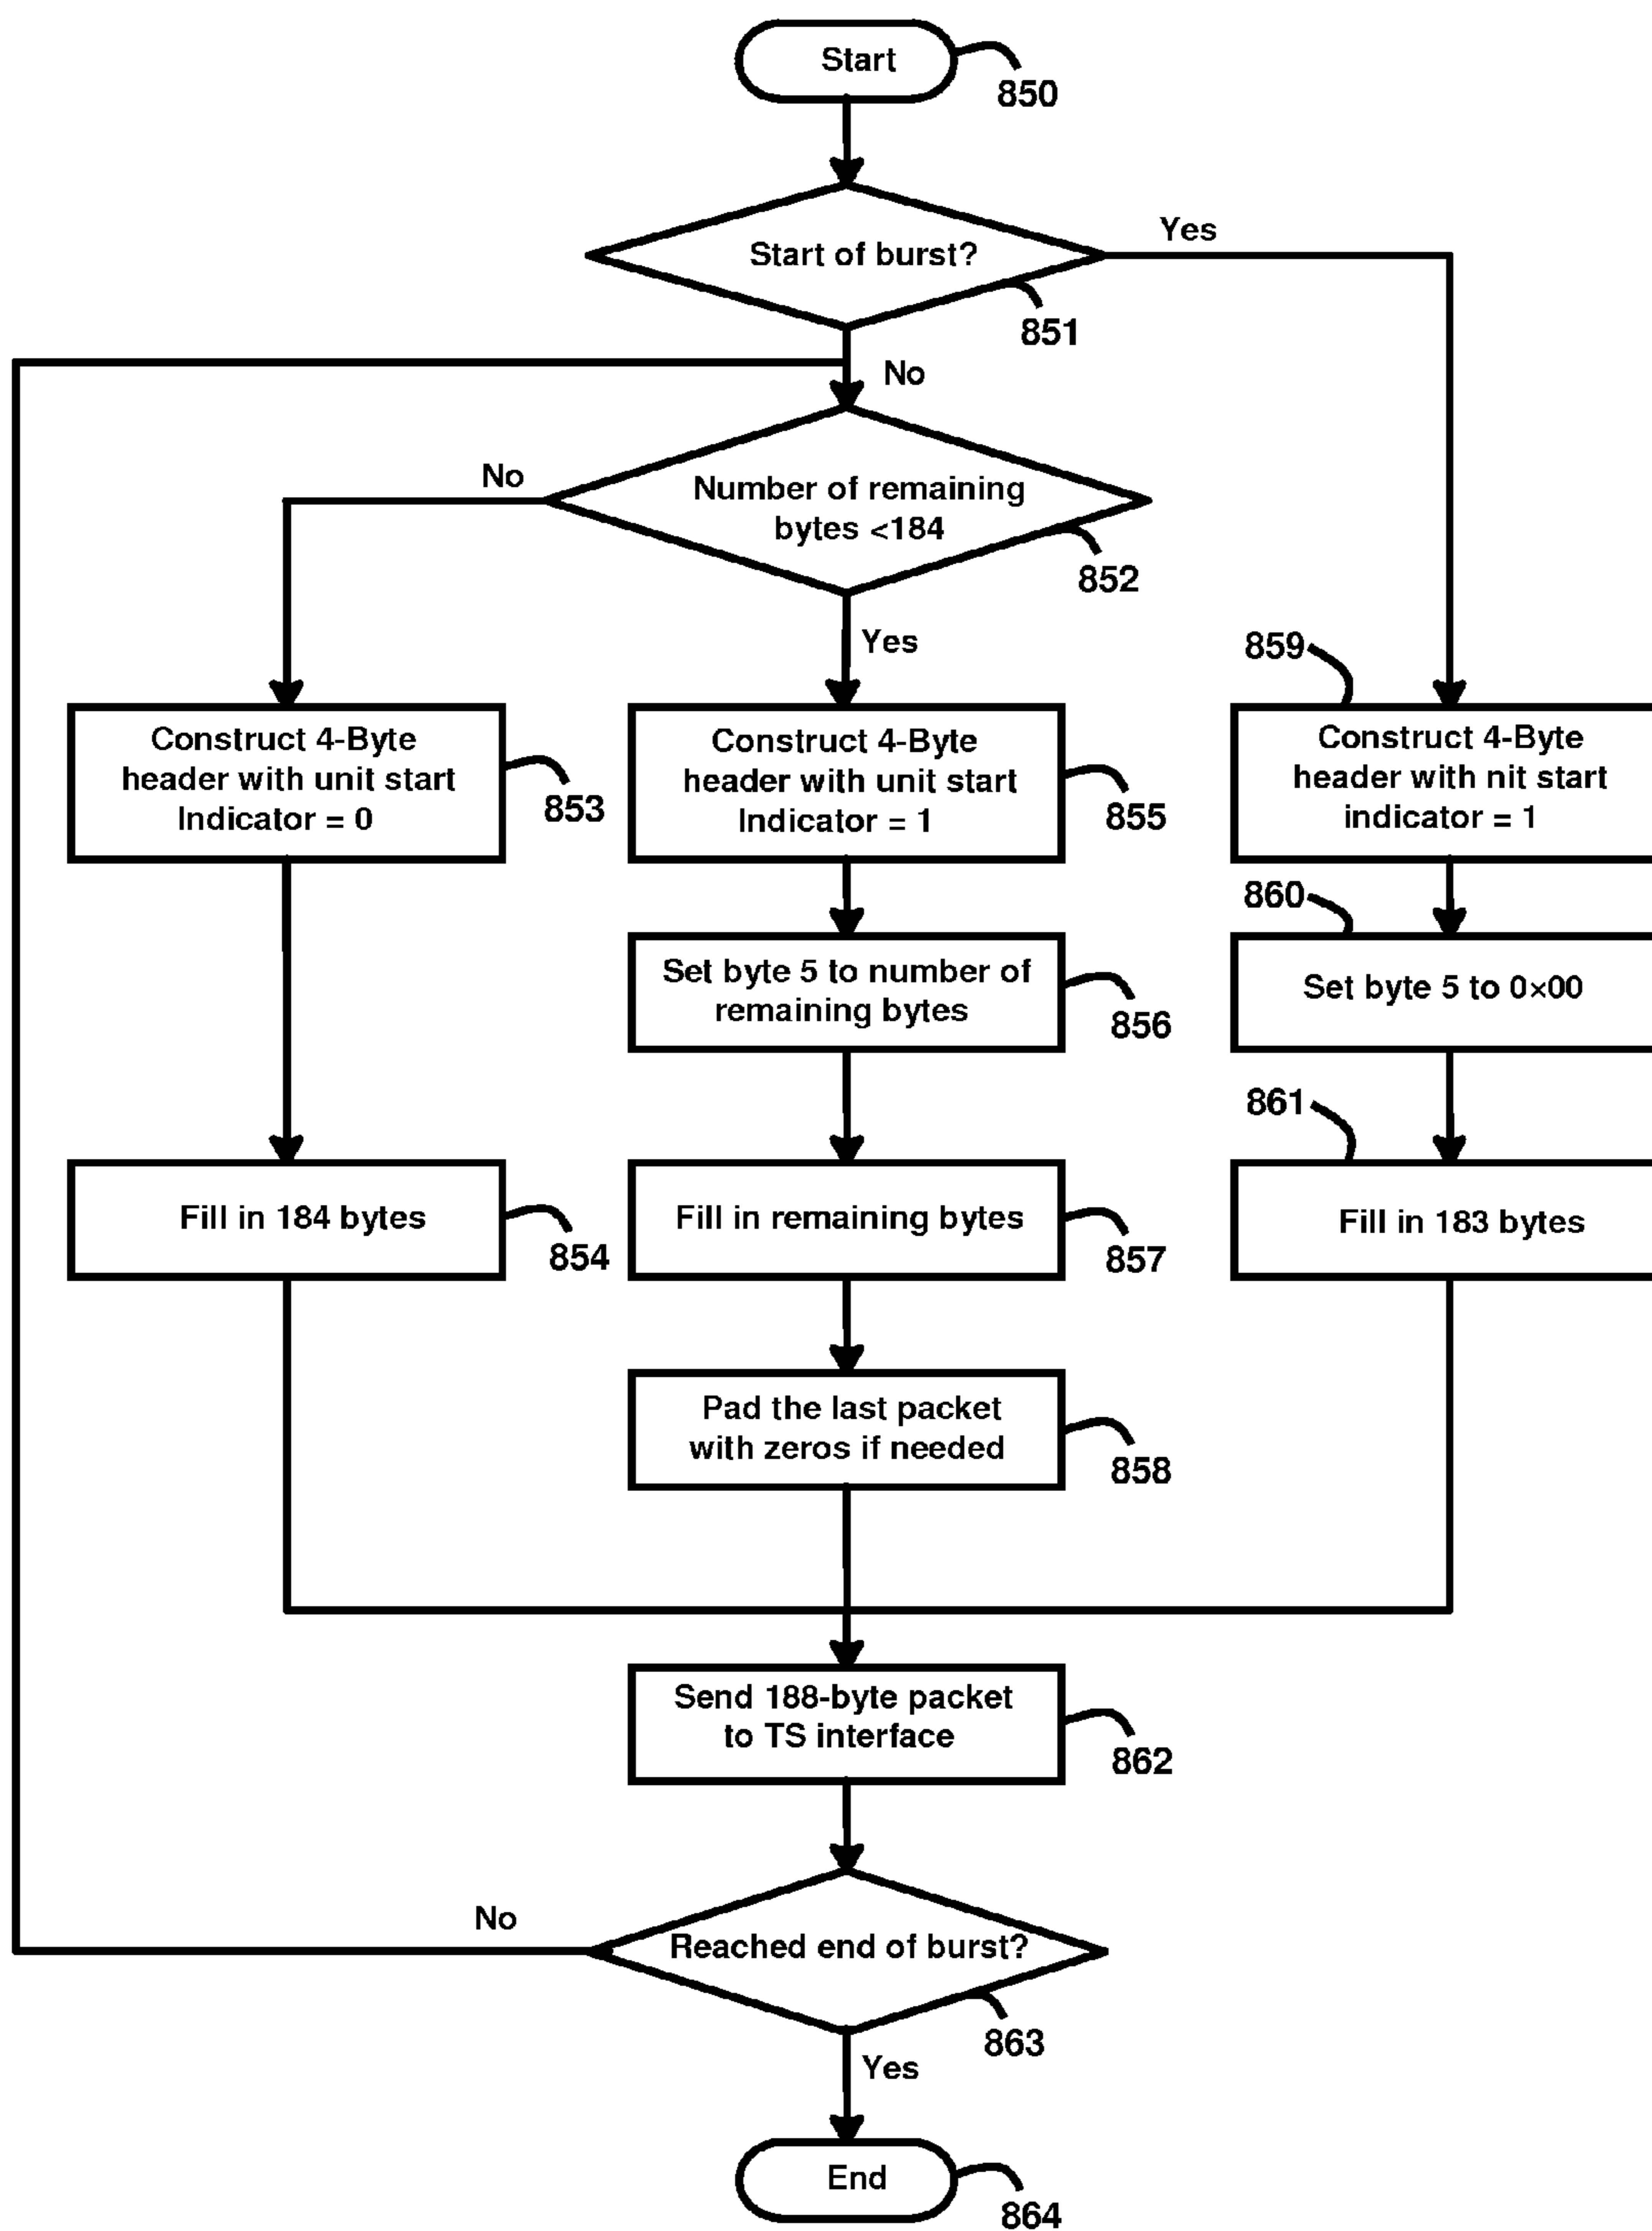 Start
850
Start of burst?
Yes
851
No
Number of remaining
bytes <184
No
852
Yes
859
Construct 4-Byte
header with unit start
Indicator = 0
853
Construct 4-Byte
header with unit start
Indicator = 1
855
Construct 4-Byte
header with nit start
indicator = 1
860
Set byte 5 to number of
remaining bytes
856
Set byte 5 to 0×00
861
Fill in 184 bytes
854
Fill in remaining bytes
857
Fill in 183 bytes
Pad the last packet
with zeros if needed
858
Send 188-byte packet
to TS interface
862
No
Reached end of burst?
863
Yes
End
864